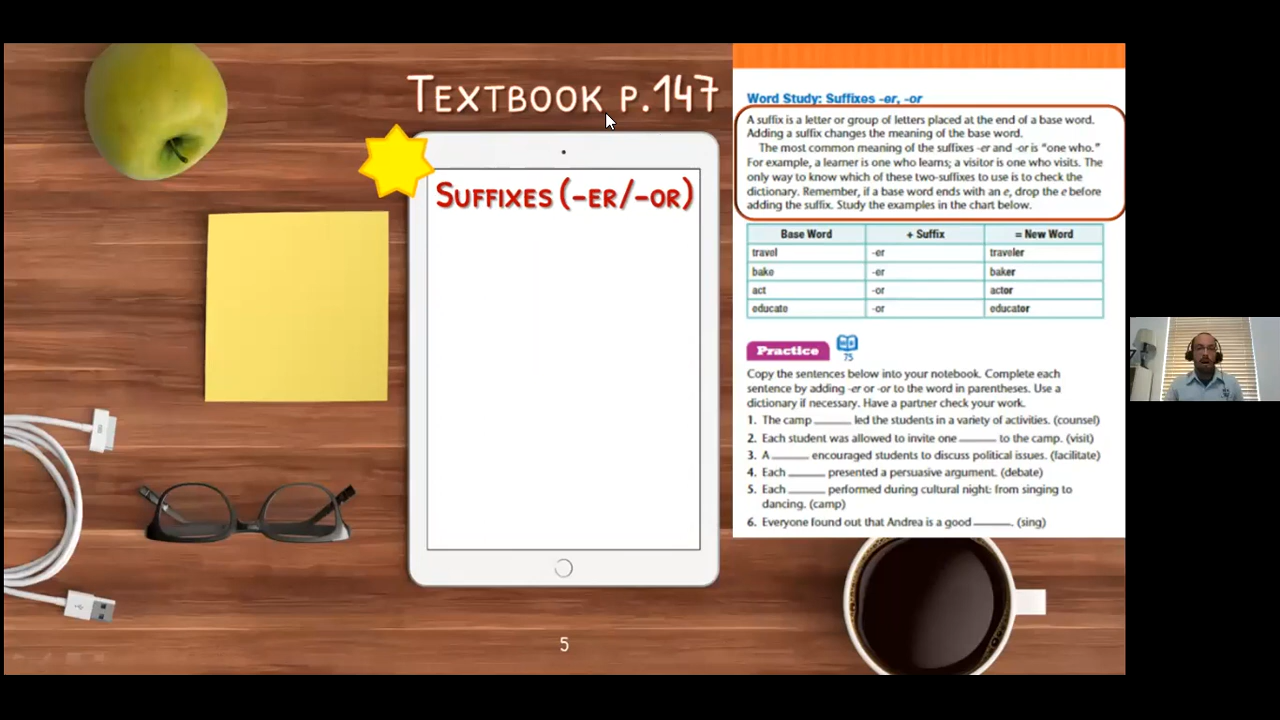 TEXTBOOK P.147
SUFFIXES (-ER/-OR)
5
Word Study: Suffixes -er, -or
A suffix is a letter or group of letters placed at the end of a base word.
Adding a suffix changes the meaning of the base word.
The most common meaning of the suffixes -er and -or is “one who.”
For example, a learner is one who learns; a visitor is one who visits. The
only way to know which of these two-suffixes to use is to check the
dictionary. Remember, if a base word ends with an e, drop the e before
adding the suffix. Study the examples in the chart below.
Base Word + Suffix = New Word
travel -er traveler
bake -er baker
act -or actor
educate -or educator
Practice
75
Copy the sentences below into your notebook. Complete each
sentence by adding -er or -or to the word in parentheses. Use a
dictionary if necessary. Have a partner check your work.
1. The camp ______ led the students in a variety of activities. (counsel)
2. Each student was allowed to invite one ______ to the camp. (visit)
3. A ______ encouraged students to discuss political issues. (facilitate)
4. Each ______ presented a persuasive argument. (debate)
5. Each ______ performed during cultural night: from singing to
dancing. (camp)
6. Everyone found out that Andrea is a good ______. (sing)